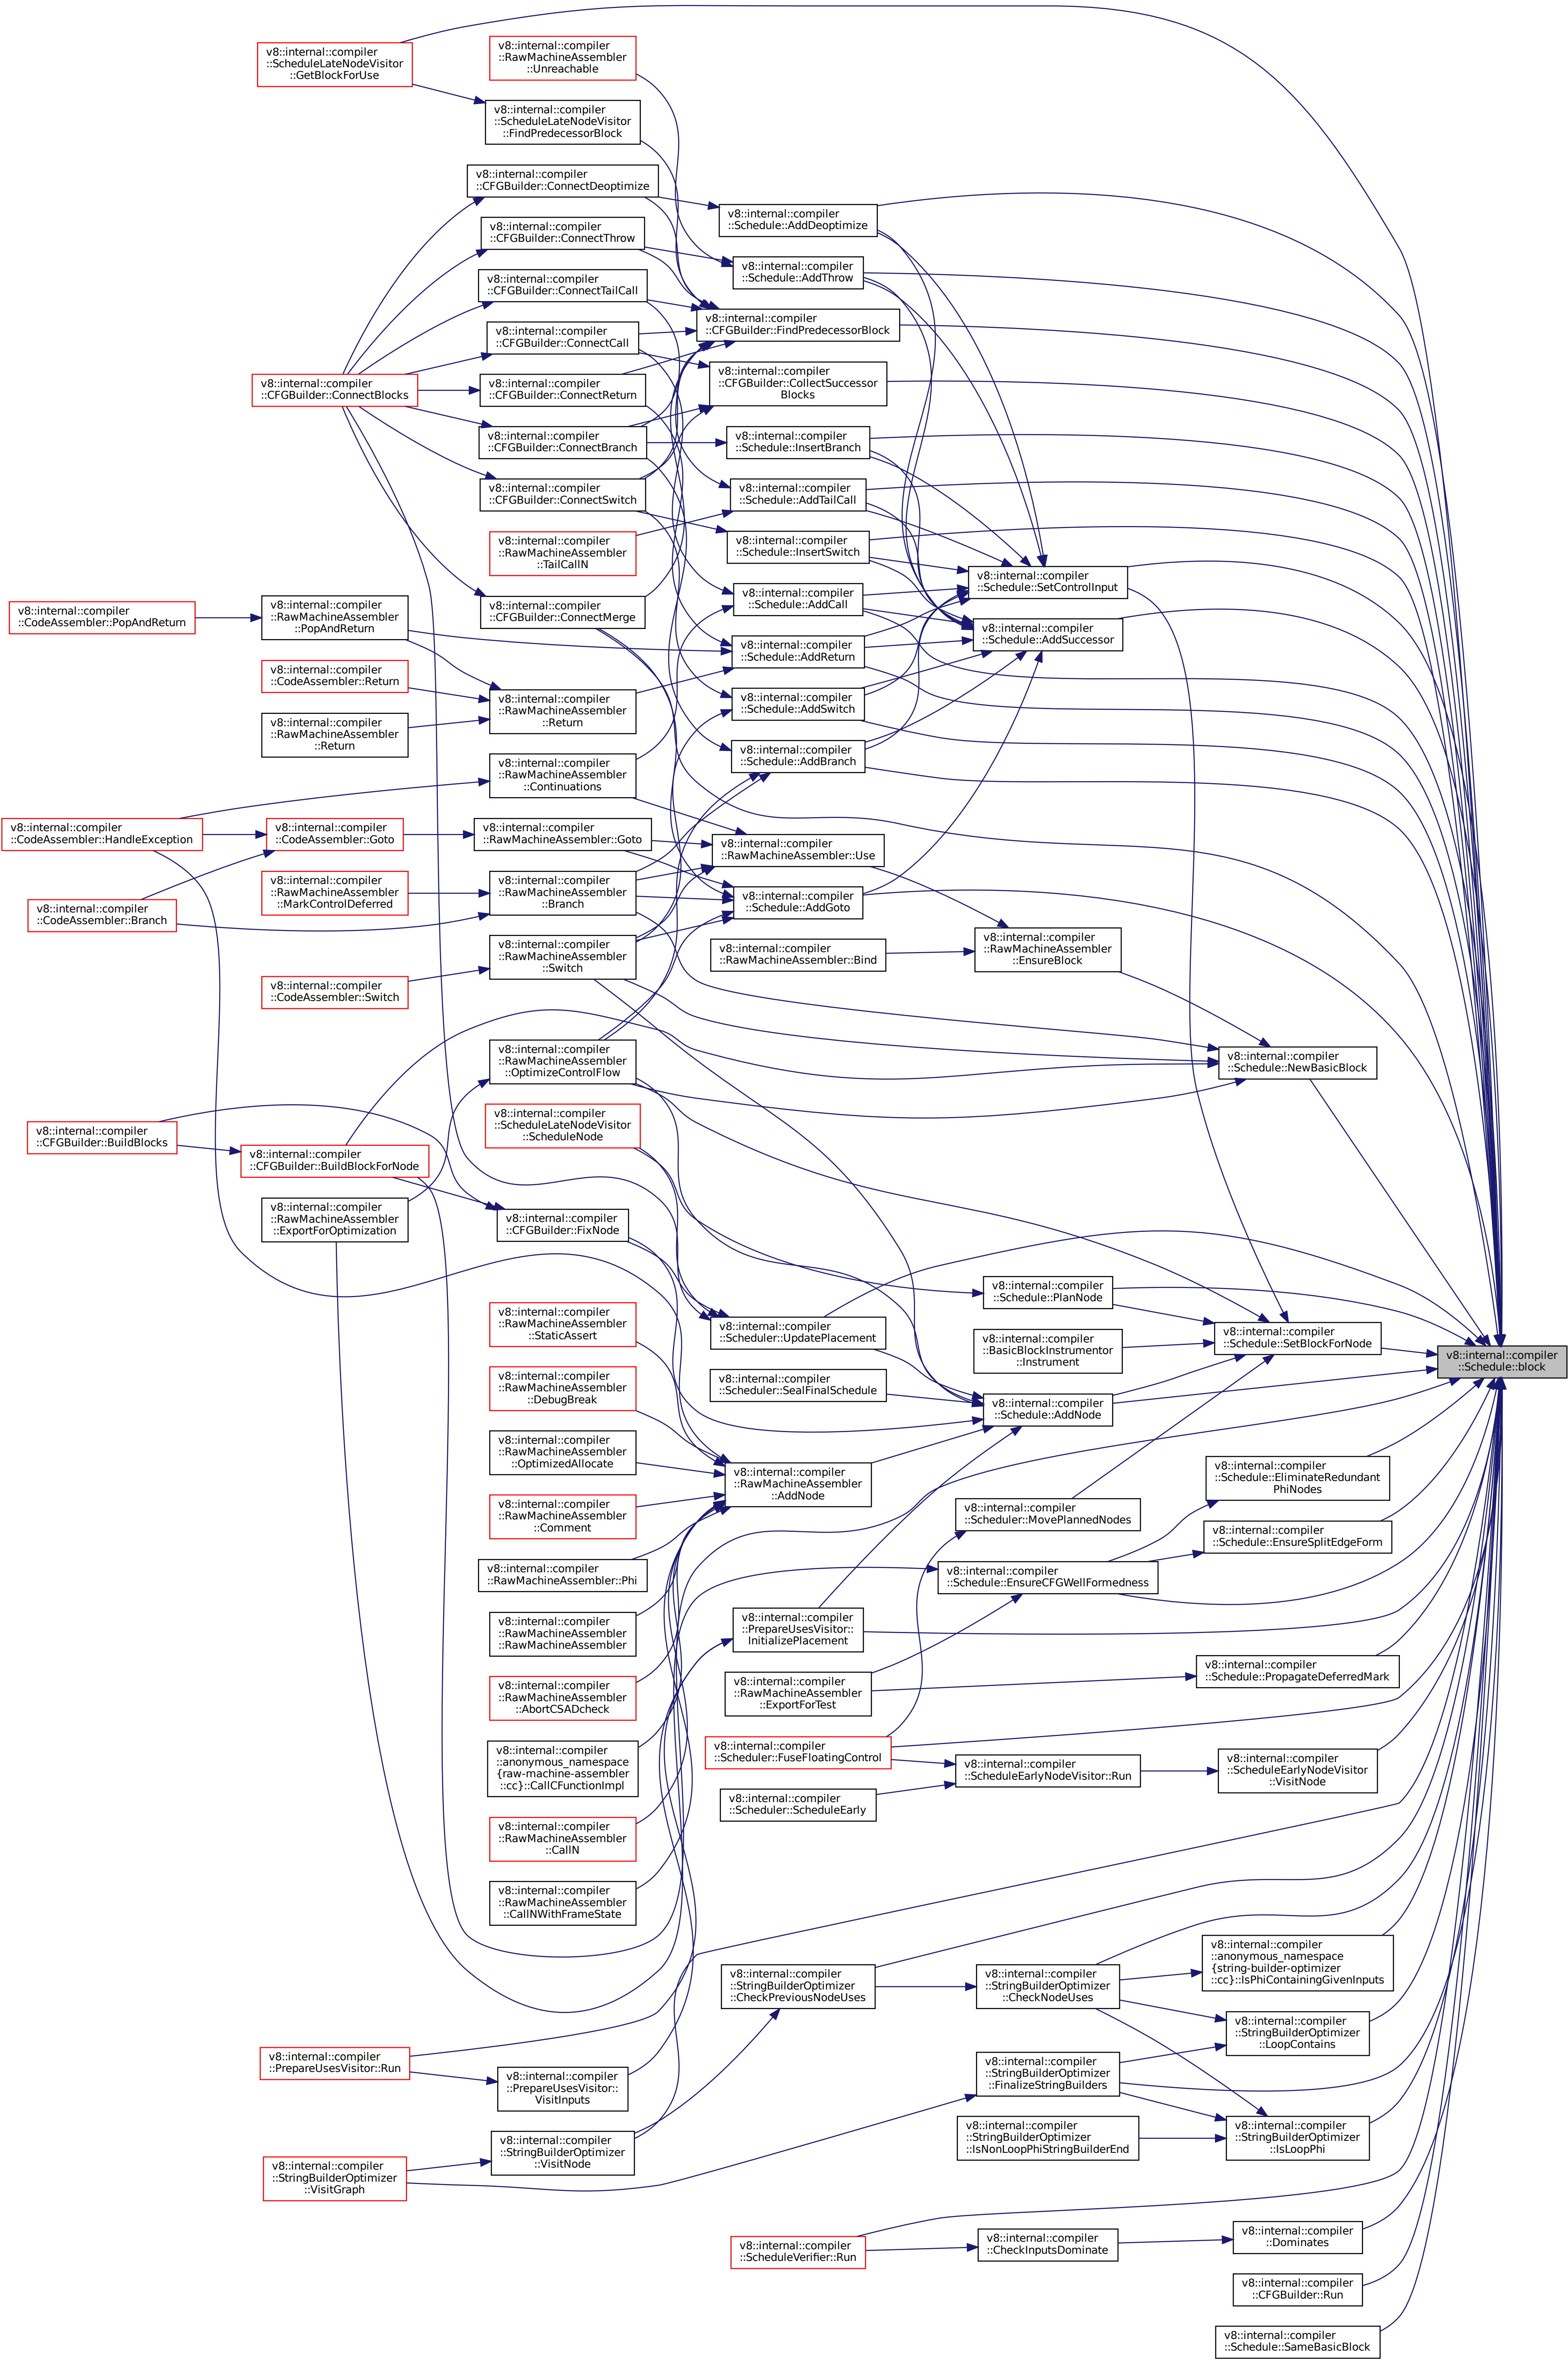 v8::internal::compiler
::ScheduleLateNodeVisitor
::GetBlockForUse
v8::internal::compiler
::RawMachineAssembler
::Unreachable
v8::internal::compiler
::ScheduleLateNodeVisitor
::FindPredecessorBlock
v8::internal::compiler
::CFGBuilder::ConnectDeoptimize
v8::internal::compiler
::Schedule::AddDeoptimize
v8::internal::compiler
::CFGBuilder::ConnectThrow
v8::internal::compiler
::Schedule::AddThrow
v8::internal::compiler
::CFGBuilder::ConnectTailCall
v8::internal::compiler
::CFGBuilder::FindPredecessorBlock
v8::internal::compiler
::CFGBuilder::ConnectCall
v8::internal::compiler
::CFGBuilder::CollectSuccessor
Blocks
v8::internal::compiler
::CFGBuilder::ConnectBlocks
v8::internal::compiler
::CFGBuilder::ConnectReturn
v8::internal::compiler
::CFGBuilder::ConnectBranch
v8::internal::compiler
::Schedule::InsertBranch
v8::internal::compiler
::CFGBuilder::ConnectSwitch
v8::internal::compiler
::Schedule::AddTailCall
v8::internal::compiler
::RawMachineAssembler
::TailCallN
v8::internal::compiler
::Schedule::InsertSwitch
v8::internal::compiler
::Schedule::SetControlInput
v8::internal::compiler
::Schedule::AddCall
v8::internal::compiler
::CodeAssembler::PopAndReturn
v8::internal::compiler
::RawMachineAssembler
::PopAndReturn
v8::internal::compiler
::CFGBuilder::ConnectMerge
v8::internal::compiler
::Schedule::AddSuccessor
v8::internal::compiler
::Schedule::AddReturn
v8::internal::compiler
::CodeAssembler::Return
v8::internal::compiler
::RawMachineAssembler
::Return
v8::internal::compiler
::Schedule::AddSwitch
v8::internal::compiler
::RawMachineAssembler
::Return
v8::internal::compiler
::Schedule::AddBranch
v8::internal::compiler
::RawMachineAssembler
::Continuations
v8::internal::compiler
::CodeAssembler::HandleException
v8::internal::compiler
::CodeAssembler::Goto
v8::internal::compiler
::RawMachineAssembler::Goto
v8::internal::compiler
::RawMachineAssembler::Use
v8::internal::compiler
::RawMachineAssembler
::MarkControlDeferred
v8::internal::compiler
::RawMachineAssembler
::Branch
v8::internal::compiler
::Schedule::AddGoto
v8::internal::compiler
::CodeAssembler::Branch
v8::internal::compiler
::RawMachineAssembler
::Switch
v8::internal::compiler
::RawMachineAssembler::Bind
v8::internal::compiler
::RawMachineAssembler
::EnsureBlock
v8::internal::compiler
::CodeAssembler::Switch
v8::internal::compiler
::RawMachineAssembler
::OptimizeControlFlow
v8::internal::compiler
::Schedule::NewBasicBlock
v8::internal::compiler
::ScheduleLateNodeVisitor
::ScheduleNode
v8::internal::compiler
::CFGBuilder::BuildBlocks
v8::internal::compiler
::CFGBuilder::BuildBlockForNode
v8::internal::compiler
::RawMachineAssembler
::ExportForOptimization
v8::internal::compiler
::CFGBuilder::FixNode
v8::internal::compiler
::Schedule::PlanNode
v8::internal::compiler
::RawMachineAssembler
::StaticAssert
v8::internal::compiler
::Scheduler::UpdatePlacement
v8::internal::compiler
::BasicBlockInstrumentor
::Instrument
v8::internal::compiler
::Schedule::SetBlockForNode
v8::internal::compiler
::Schedule::block
v8::internal::compiler
::Scheduler::SealFinalSchedule
v8::internal::compiler
::RawMachineAssembler
::DebugBreak
v8::internal::compiler
::Schedule::AddNode
v8::internal::compiler
::RawMachineAssembler
::OptimizedAllocate
v8::internal::compiler
::RawMachineAssembler
::AddNode
v8::internal::compiler
::Schedule::EliminateRedundant
PhiNodes
v8::internal::compiler
::RawMachineAssembler
::Comment
v8::internal::compiler
::Scheduler::MovePlannedNodes
v8::internal::compiler
::Schedule::EnsureSplitEdgeForm
v8::internal::compiler
::RawMachineAssembler::Phi
v8::internal::compiler
::Schedule::EnsureCFGWellFormedness
v8::internal::compiler
::RawMachineAssembler
::RawMachineAssembler
v8::internal::compiler
::PrepareUsesVisitor::
InitializePlacement
v8::internal::compiler
::RawMachineAssembler
::AbortCSADcheck
v8::internal::compiler
::RawMachineAssembler
::ExportForTest
v8::internal::compiler
::Schedule::PropagateDeferredMark
v8::internal::compiler
::anonymous_namespace
{raw-machine-assembler
::cc}::CallCFunctionImpl
v8::internal::compiler
::Scheduler::FuseFloatingControl
v8::internal::compiler
::ScheduleEarlyNodeVisitor::Run
v8::internal::compiler
::ScheduleEarlyNodeVisitor
::VisitNode
v8::internal::compiler
::Scheduler::ScheduleEarly
v8::internal::compiler
::RawMachineAssembler
::CallN
v8::internal::compiler
::RawMachineAssembler
::CallNWithFrameState
v8::internal::compiler
::StringBuilderOptimizer
::CheckPreviousNodeUses
v8::internal::compiler
::StringBuilderOptimizer
::CheckNodeUses
v8::internal::compiler
::anonymous_namespace
{string-builder-optimizer
::cc}::IsPhiContainingGivenInputs
v8::internal::compiler
::StringBuilderOptimizer
::LoopContains
v8::internal::compiler
::PrepareUsesVisitor::Run
v8::internal::compiler
::PrepareUsesVisitor::
VisitInputs
v8::internal::compiler
::StringBuilderOptimizer
::FinalizeStringBuilders
v8::internal::compiler
::StringBuilderOptimizer
::IsNonLoopPhiStringBuilderEnd
v8::internal::compiler
::StringBuilderOptimizer
::IsLoopPhi
v8::internal::compiler
::StringBuilderOptimizer
::VisitNode
v8::internal::compiler
::StringBuilderOptimizer
::VisitGraph
v8::internal::compiler
::ScheduleVerifier::Run
v8::internal::compiler
::CheckInputsDominate
v8::internal::compiler
::Dominates
v8::internal::compiler
::CFGBuilder::Run
v8::internal::compiler
::Schedule::SameBasicBlock